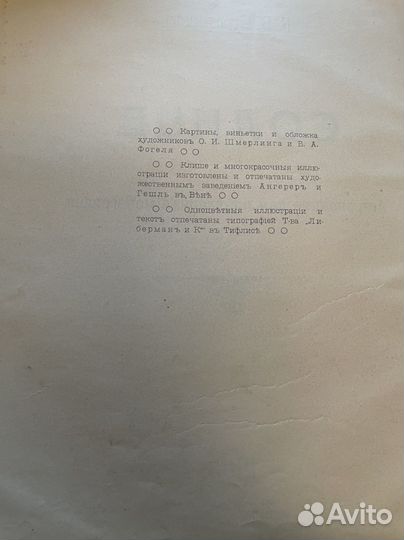 ○ ○ Картины, виньетки и обложка
художниковъ О. И. Шмерлинга и В. А.
Фогеля ○ ○
○ ○ Клише и многокрасочныя иллю-
страціи изготовлены и отпечатаны худо-
жественнымъ заведеніемъ Ангереръ и
Гешль въ Вѣнѣ ○ ○
○ ○ Одноцвѣтныя иллюстраціи и
текстъ отпечатаны типографіей Т-ва „Ли-
берманъ и К°“ въ Тифлисѣ ○ ○
Avito